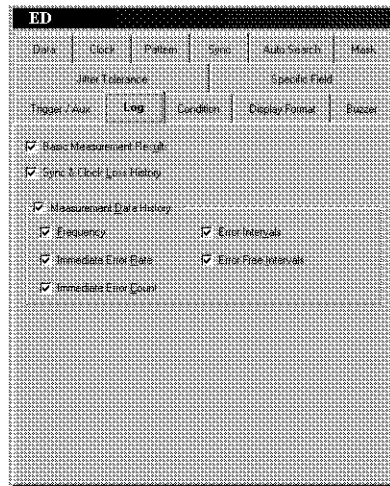 ED
Data Clock Pattern Sync Auto Search Mask
Jitter Tolerance Specific Field
Trigger / Aux Log Condition Display Format Buzzer
Basic Measurement Result
Sync & Clock Loss History
Measurement Data History
Frequency Error Intervals
Immediate Error Rate Error Free Intervals
Immediate Error Count